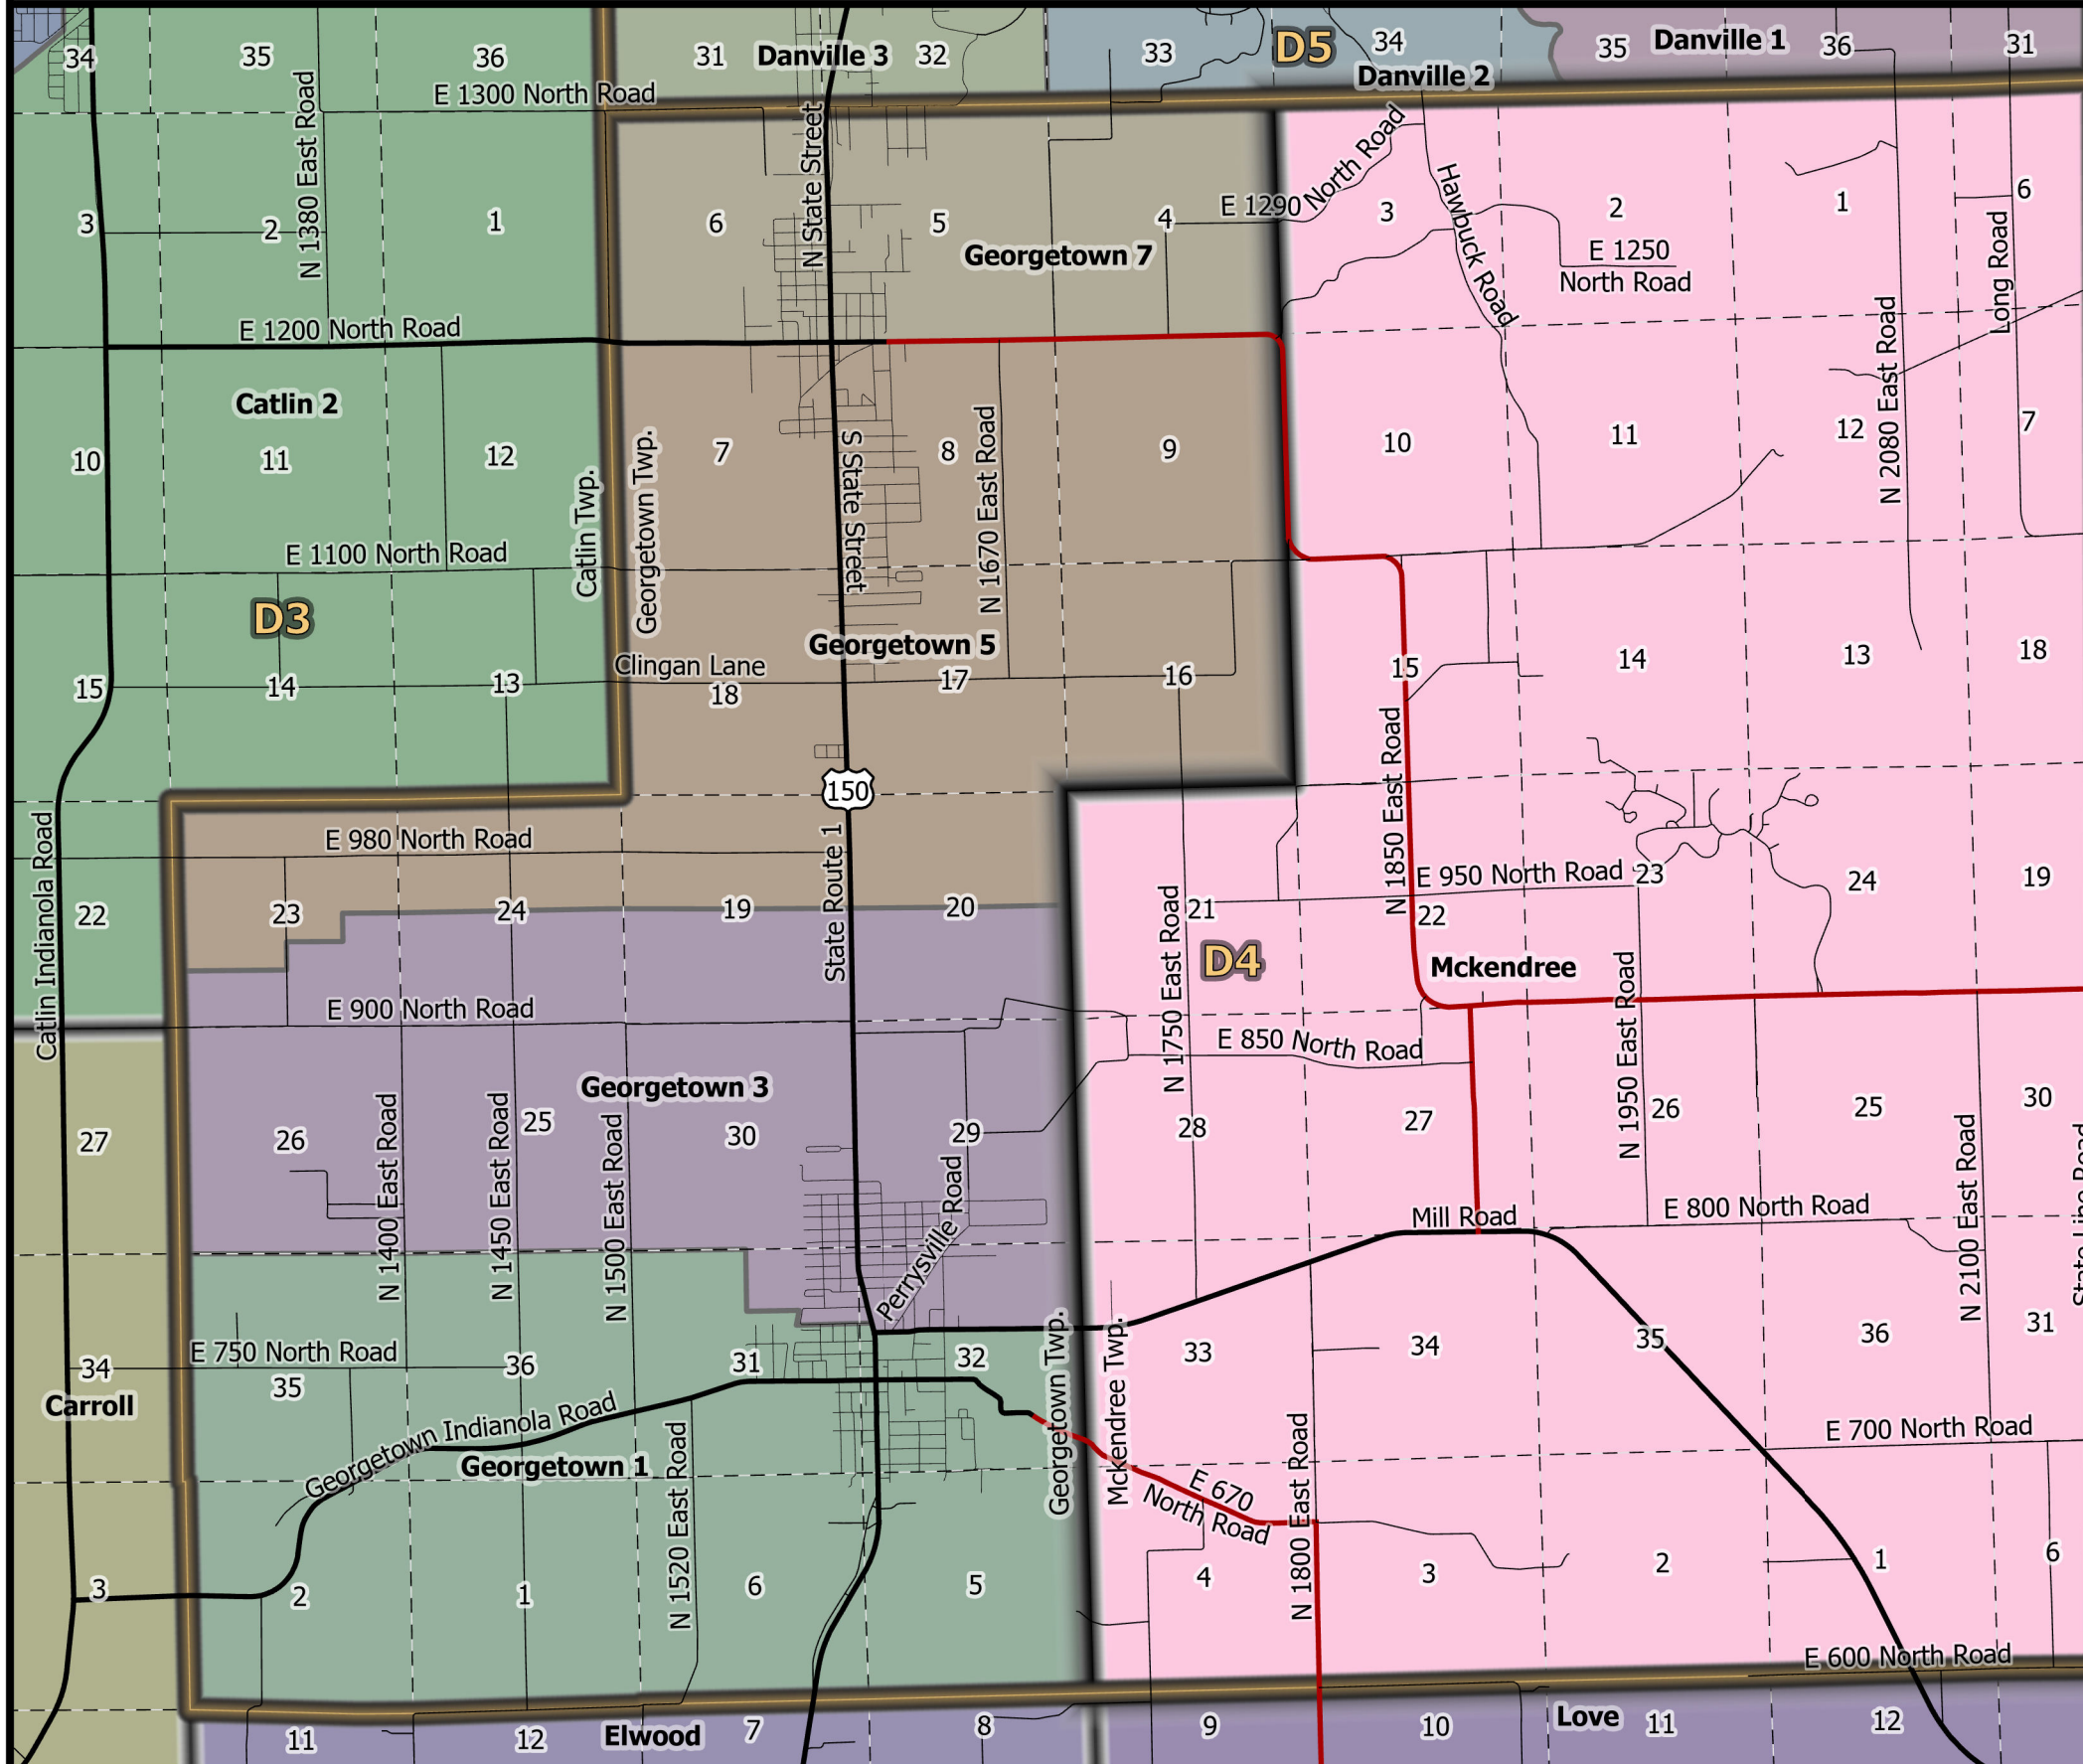 34
35
36
31
Danville 3
32
33
D5
34
35
Danville 1
36
31
Danville 2
E 1300 North Road
N 1380 East Road
N State Street
E 1290 North Road
Hawbuck Road
3
2
1
6
5
4
3
2
1
6
Georgetown 7
E 1250
North Road
Long Road
E 1200 North Road
N 2080 East Road
Catlin 2
10
11
12
7
8
9
10
11
12
7
Catlin Twp.
Georgetown Twp.
S State Street
N 1670 East Road
E 1100 North Road
D3
Georgetown 5
Clingan Lane
15
14
13
18
17
16
15
14
13
18
150
N 1850 East Road
Catlin Indianola Road
E 980 North Road
State Route 1
N 1750 East Road
E 950 North Road
22
23
24
19
20
21
22
23
24
19
D4
Mckendree
N 1950 East Road
E 900 North Road
E 850 North Road
Georgetown 3
27
26
25
30
29
28
27
26
25
30
N 1400 East Road
N 1450 East Road
N 1500 East Road
Perrysville Road
N 2100 East Road
State Line Road
Mill Road
E 800 North Road
E 750 North Road
34
35
36
31
32
33
34
35
36
31
Carroll
Georgetown Twp.
Mckendree Twp.
Georgetown Indianola Road
Georgetown 1
E 700 North Road
N 1520 East Road
N 1800 East Road
E 670
North Road
3
2
1
6
5
4
3
2
1
6
E 600 North Road
11
12
Elwood
7
8
9
10
Love
11
12